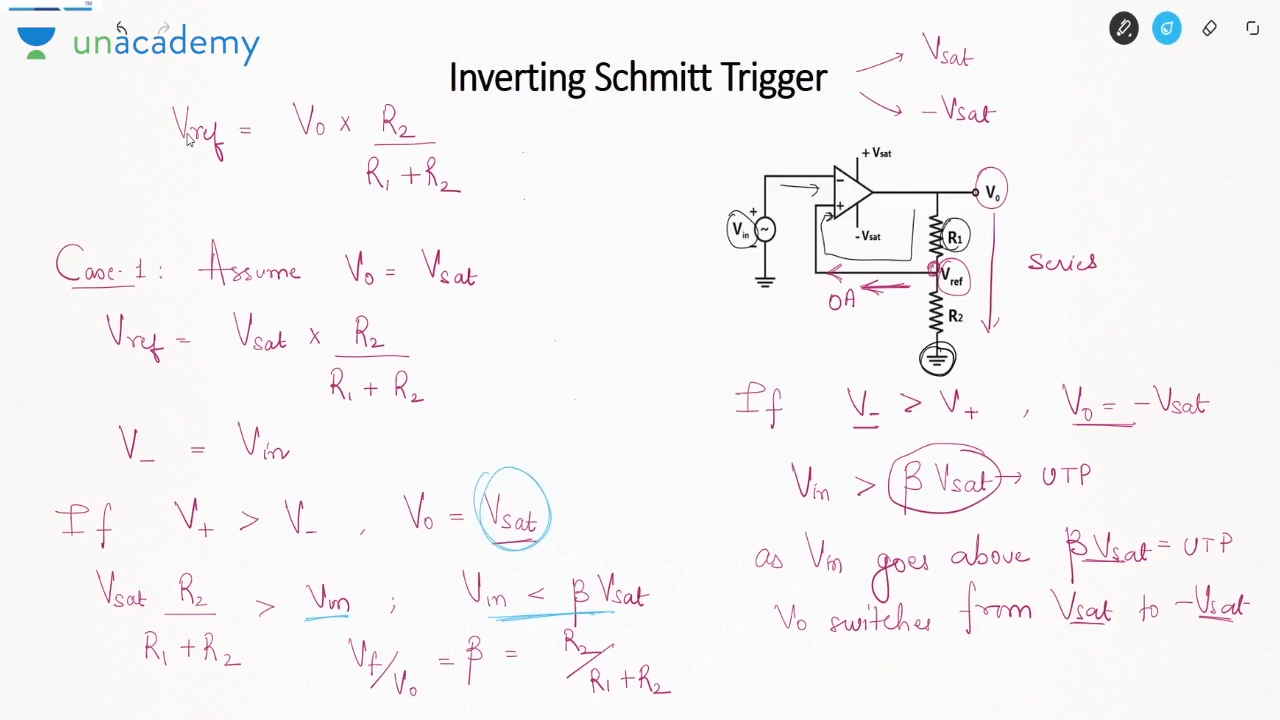 TM
unacademy
Inverting Schmitt Trigger
Vsat
-Vsat
Vref = V0 × R2 / R1 + R2
+ Vsat
-
+
- Vsat
V0
Vin
+
~
-
R1
Vref
R2
0A
Series
Case-1: Assume V0 = Vsat
Vref = Vsat × R2 / R1 + R2
V- = Vin
If V+ > V- , V0 = Vsat
Vsat R2 / R1 + R2 > Vin ; Vin < β Vsat
Vf/V0 = β = R2 / R1 + R2
If V- > V+ , V0 = -Vsat
Vin > β Vsat → UTP
as Vin goes above β Vsat = UTP
V0 switches from Vsat to -Vsat